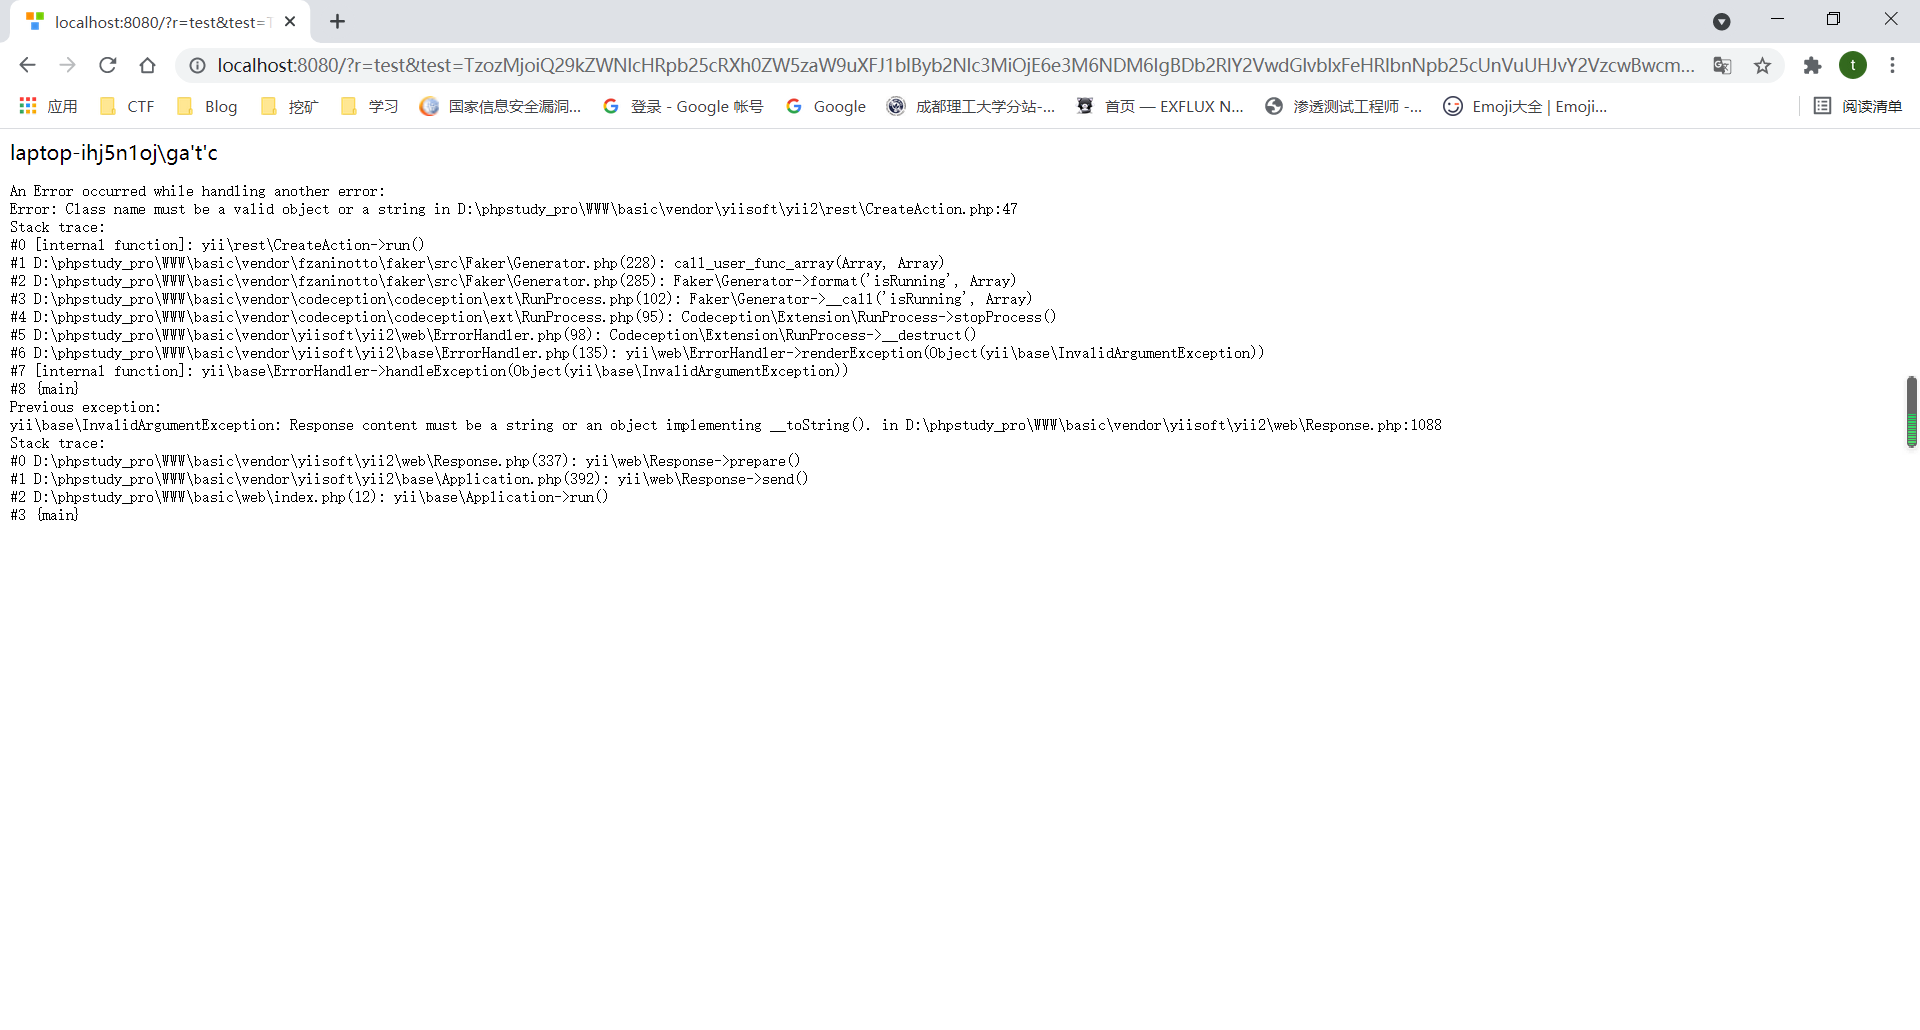 localhost:8080/?r=test&test=T
localhost:8080/?r=test&test=TzozMjoiQ29kZWNlcHRpb25cRXh0ZW5zaW9uXFJ1blByb2Nlc3MiOjE6e3M6NDM6IgBDb2RlY2VwdGlvblxFeHRlbnNpb25cUnVuUHJvY2VzcwBwcm...
t
应用 CTF Blog 挖矿 学习 国家信息安全漏洞... 登录 - Google 帐号 Google 成都理工大学分站-... 首页 — EXFLUX N... 渗透测试工程师 -... Emoji大全 | Emoji... 阅读清单
laptop-ihj5n1oj\ga't'c
An Error occurred while handling another error:
Error: Class name must be a valid object or a string in D:\phpstudy_pro\WWW\basic\vendor\yiisoft\yii2\rest\CreateAction.php:47
Stack trace:
#0 [internal function]: yii\rest\CreateAction->run()
#1 D:\phpstudy_pro\WWW\basic\vendor\fzaninotto\faker\src\Faker\Generator.php(228): call_user_func_array(Array, Array)
#2 D:\phpstudy_pro\WWW\basic\vendor\fzaninotto\faker\src\Faker\Generator.php(285): Faker\Generator->format('isRunning', Array)
#3 D:\phpstudy_pro\WWW\basic\vendor\codeception\codeception\ext\RunProcess.php(102): Faker\Generator->__call('isRunning', Array)
#4 D:\phpstudy_pro\WWW\basic\vendor\codeception\codeception\ext\RunProcess.php(95): Codeception\Extension\RunProcess->stopProcess()
#5 D:\phpstudy_pro\WWW\basic\vendor\yiisoft\yii2\web\ErrorHandler.php(98): Codeception\Extension\RunProcess->__destruct()
#6 D:\phpstudy_pro\WWW\basic\vendor\yiisoft\yii2\base\ErrorHandler.php(135): yii\web\ErrorHandler->renderException(Object(yii\base\InvalidArgumentException))
#7 [internal function]: yii\base\ErrorHandler->handleException(Object(yii\base\InvalidArgumentException))
#8 {main}
Previous exception:
yii\base\InvalidArgumentException: Response content must be a string or an object implementing __toString(). in D:\phpstudy_pro\WWW\basic\vendor\yiisoft\yii2\web\Response.php:1088
Stack trace:
#0 D:\phpstudy_pro\WWW\basic\vendor\yiisoft\yii2\web\Response.php(337): yii\web\Response->prepare()
#1 D:\phpstudy_pro\WWW\basic\vendor\yiisoft\yii2\base\Application.php(392): yii\web\Response->send()
#2 D:\phpstudy_pro\WWW\basic\web\index.php(12): yii\base\Application->run()
#3 {main}